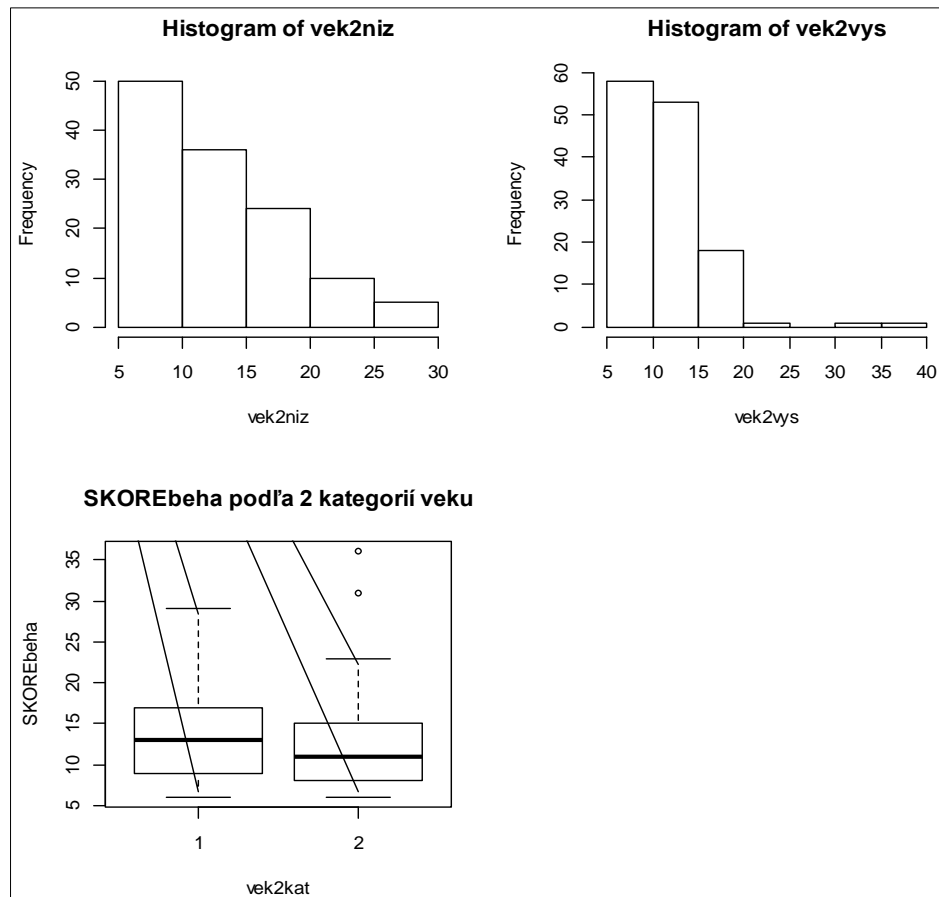 Histogram of vek2niz
Frequency
0 10 20 30 40 50
5 10 15 20 25 30
vek2niz
Histogram of vek2vys
Frequency
0 10 20 30 40 50 60
5 10 15 20 25 30 35 40
vek2vys
SKOREbeha podľa 2 kategorií veku
SKOREbeha
5 10 15 20 25 30 35
1 2
vek2kat